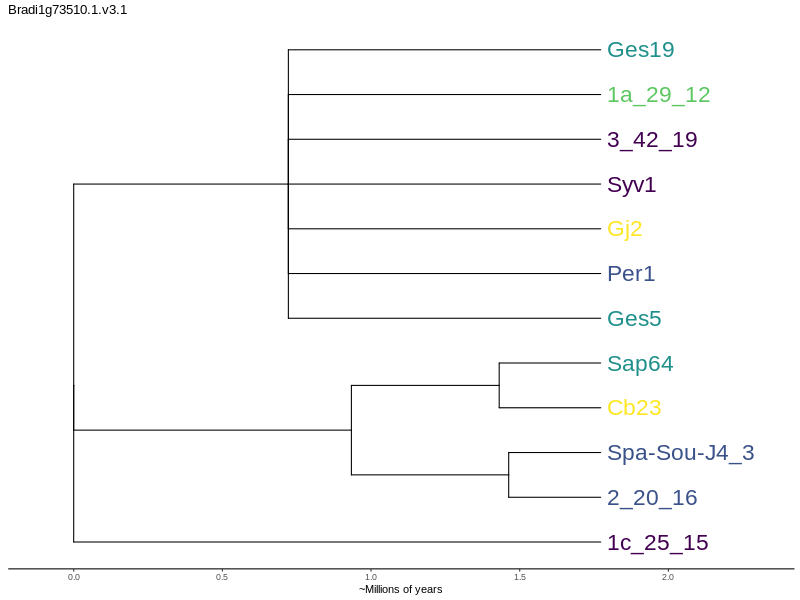 Bradi1g73510.1.v3.1
Ges19
1a_29_12
3_42_19
Syv1
Gj2
Per1
Ges5
Sap64
Cb23
Spa-Sou-J4_3
2_20_16
1c_25_15
0.0 0.5 1.0 1.5 2.0
~Millions of years